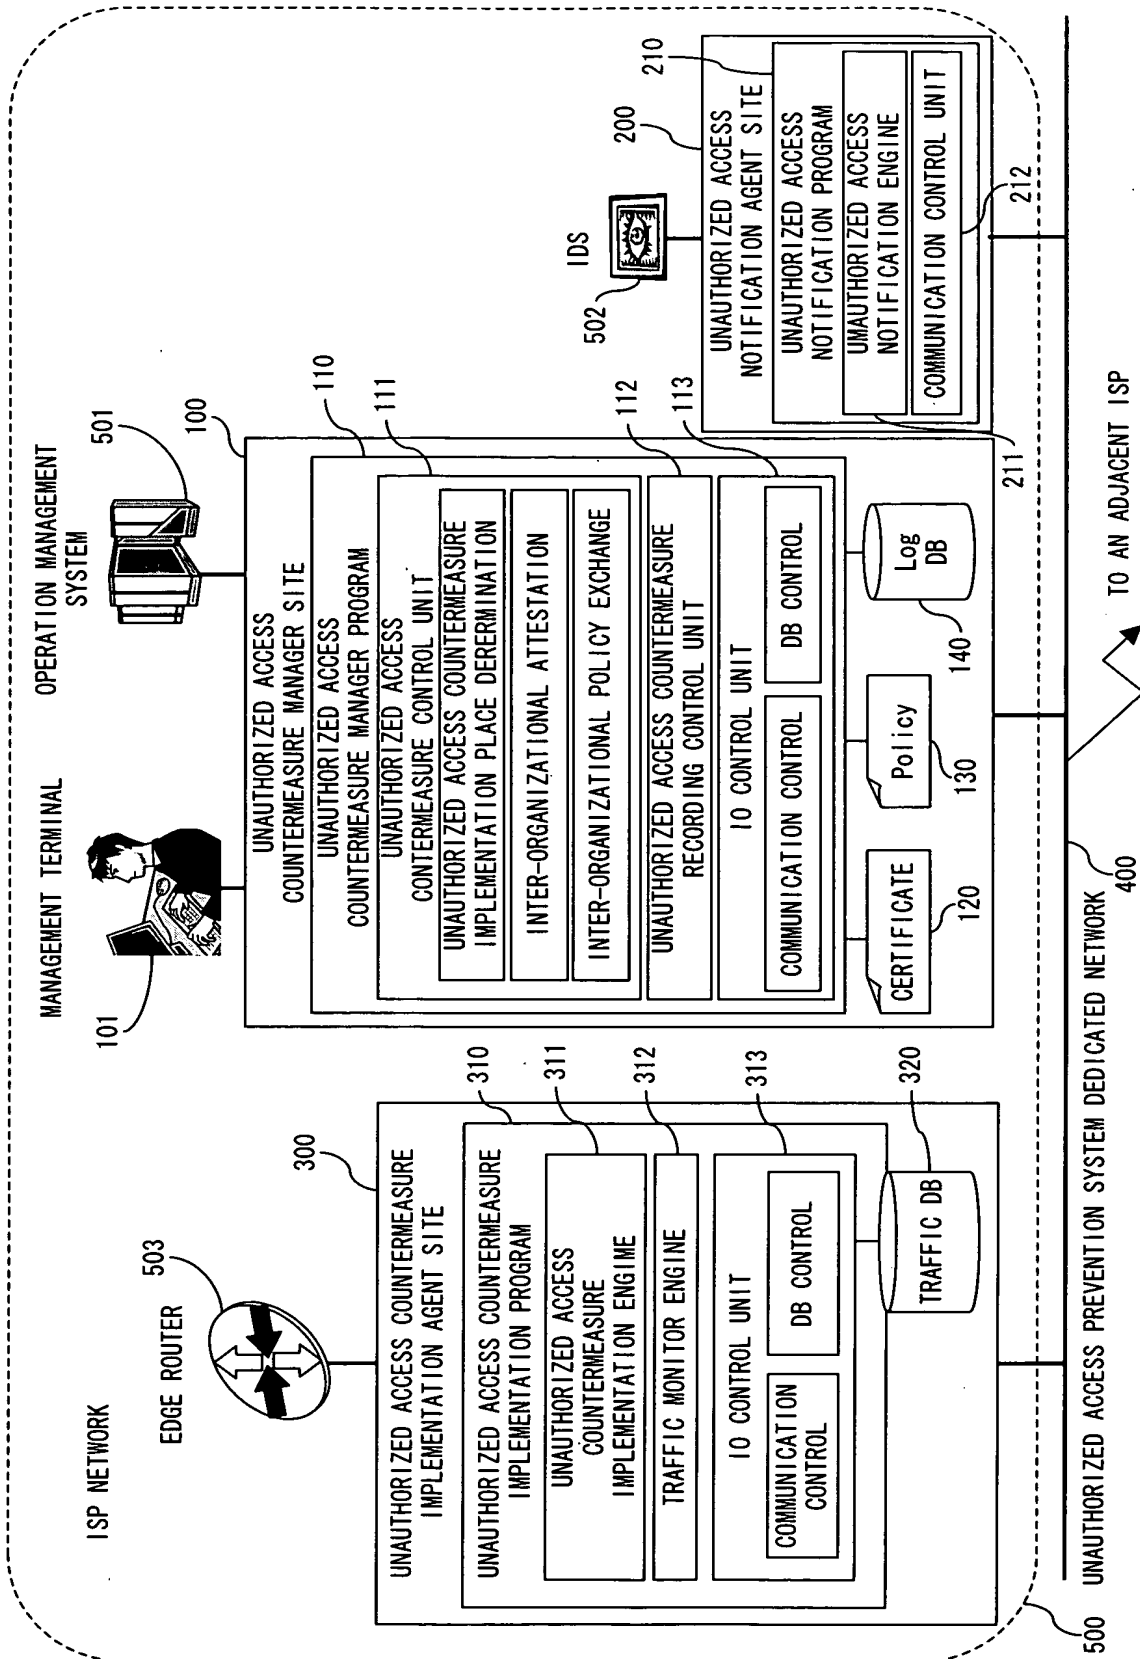 ISP NETWORK
EDGE ROUTER
503
300
UNAUTHORIZED ACCESS COUNTERMEASURE
IMPLEMENTATION AGENT SITE
310
UNAUTHORIZED ACCESS COUNTERMEASURE
IMPLEMENTATION PROGRAM
311
UNAUTHORIZED ACCESS
COUNTERMEASURE
IMPLEMENTATION ENGIME
312
TRAFFIC MONITOR ENGINE
313
IO CONTROL UNIT
COMMUNICATION
CONTROL
DB CONTROL
320
TRAFFIC DB
MANAGEMENT TERMINAL
101
OPERATION MANAGEMENT
SYSTEM
501
100
UNAUTHORIZED ACCESS
COUNTERMEASURE MANAGER SITE
110
UNAUTHORIZED ACCESS
COUNTERMEASURE MANAGER PROGRAM
111
UNAUTHORIZED ACCESS
CONTERMEASURE CONTROL UNIT
UNAUTHORIZED ACCESS COUNTERMEASURE
IMPLEMENTATION PLACE DERERMINATION
INTER-ORGANIZATIONAL ATTESTATION
INTER-ORGANIZATIONAL POLICY EXCHANGE
112
UNAUTHORIZED ACCESS COUNTERMEASURE
RECORDING CONTROL UNIT
113
IO CONTROL UNIT
COMMUNICATION CONTROL
DB CONTROL
CERTIFICATE
120
Policy
130
Log
DB
140
IDS
502
200
UNAUTHORIZED ACCESS
NOTIFICATION AGENT SITE
210
UNAUTHORIZED ACCESS
NOTIFICATION PROGRAM
UMAUTHORIZED ACCESS
NOTIFICATION ENGINE
211
COMMUNICATION CONTROL UNIT
212
500
UNAUTHORIZED ACCESS PREVENTION SYSTEM DEDICATED NETWORK
400
TO AN ADJACENT ISP